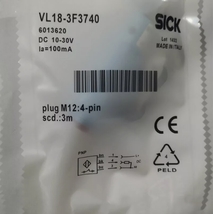 VL18-3F3740
6013620
DC 10-30V
Ia=100mA
SICK
MADE IN ITALY
plug M12:4-pin
scd.:3m
PELD